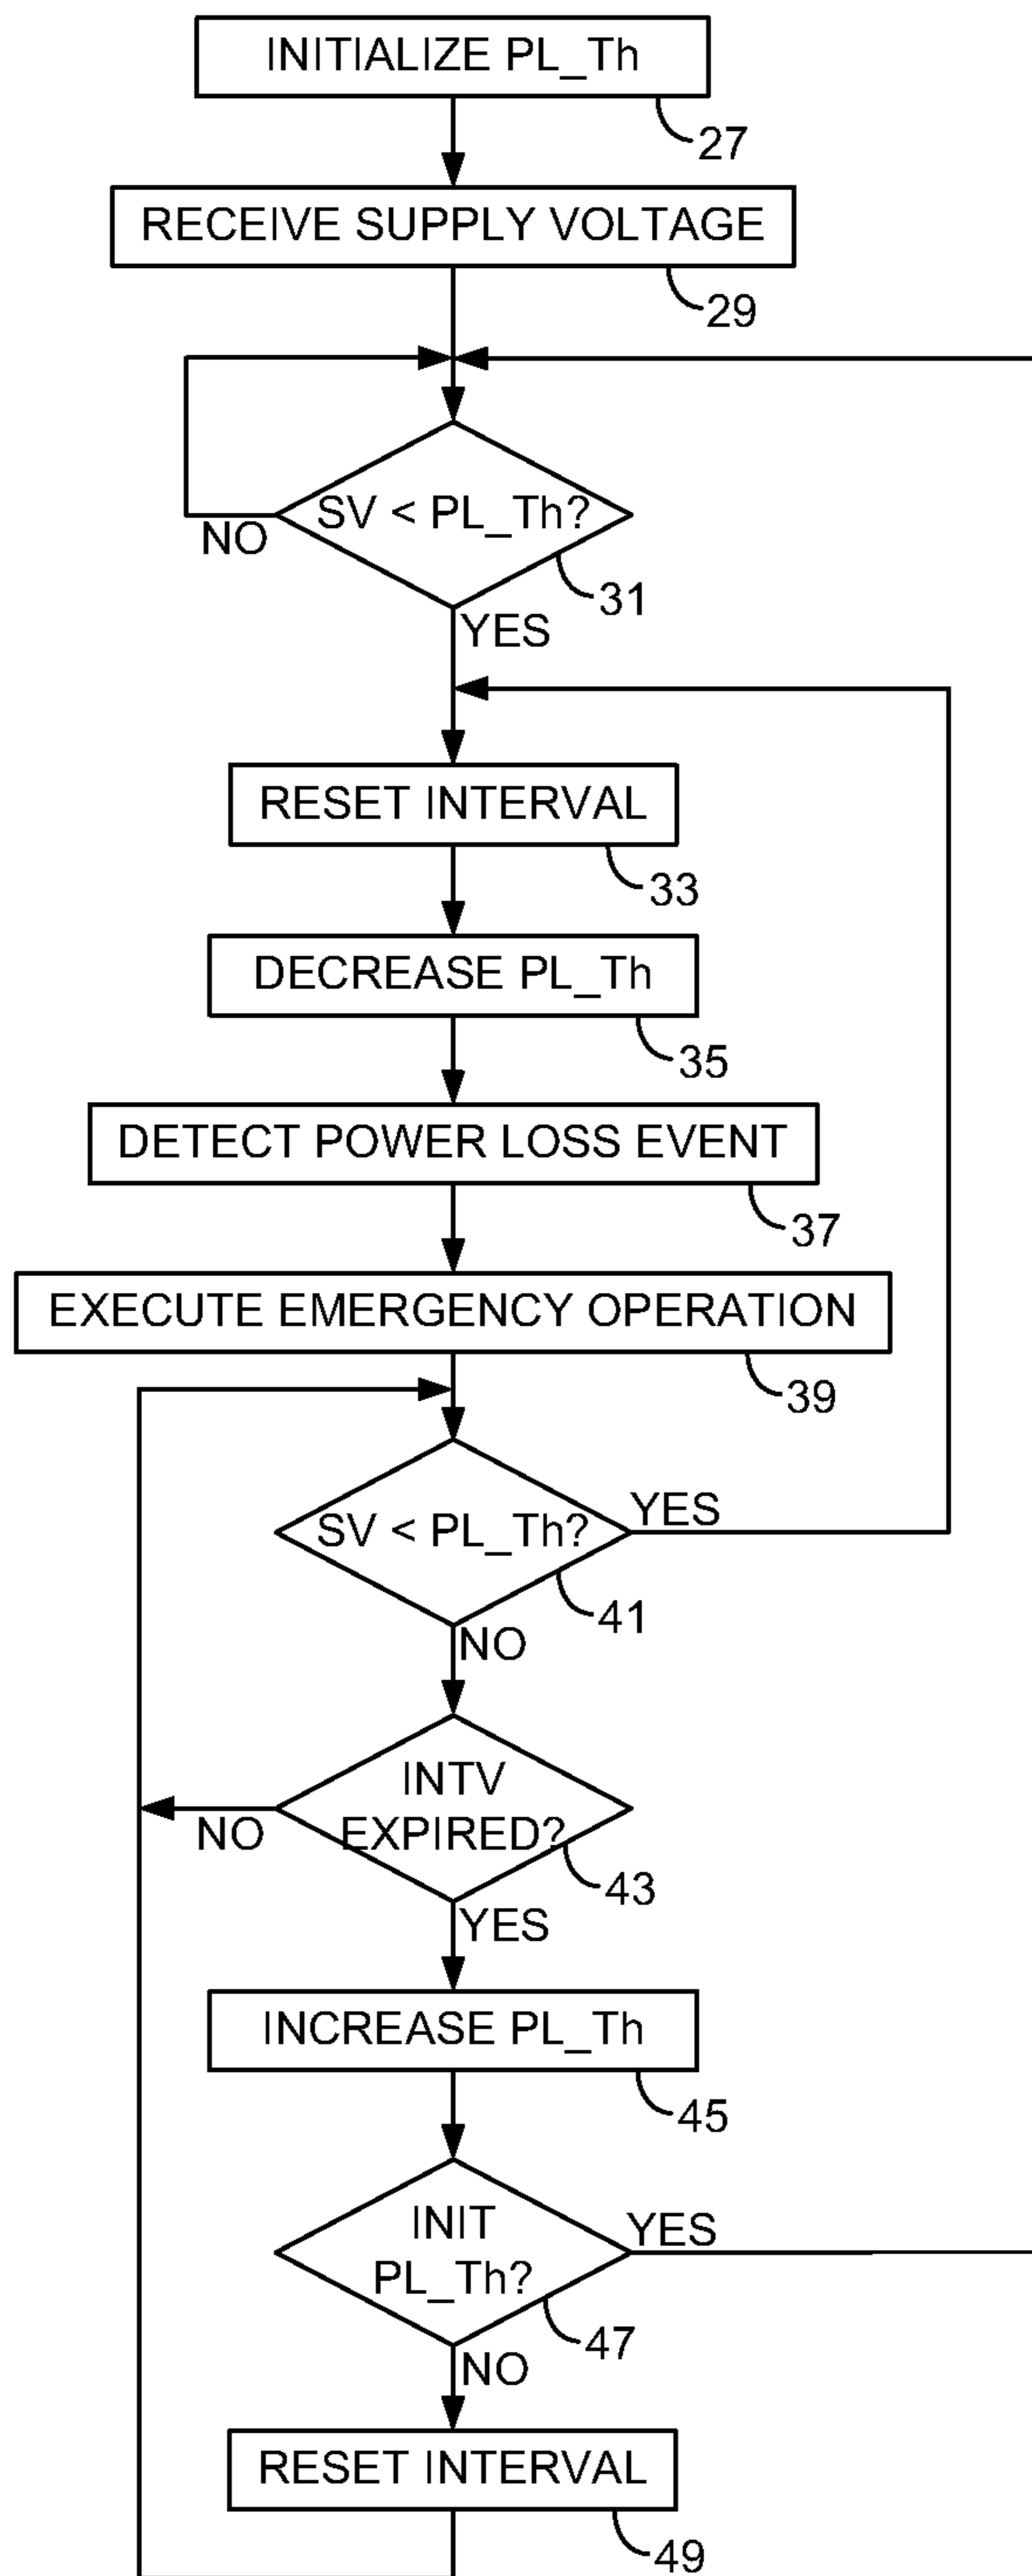 INITIALIZE PL_Th
27
RECEIVE SUPPLY VOLTAGE
29
SV < PL_Th?
NO
31
YES
RESET INTERVAL
33
DECREASE PL_Th
35
DETECT POWER LOSS EVENT
37
EXECUTE EMERGENCY OPERATION
39
SV < PL_Th?
YES
41
NO
INTV
EXPIRED?
NO
43
YES
INCREASE PL_Th
45
INIT
PL_Th?
YES
47
NO
RESET INTERVAL
49